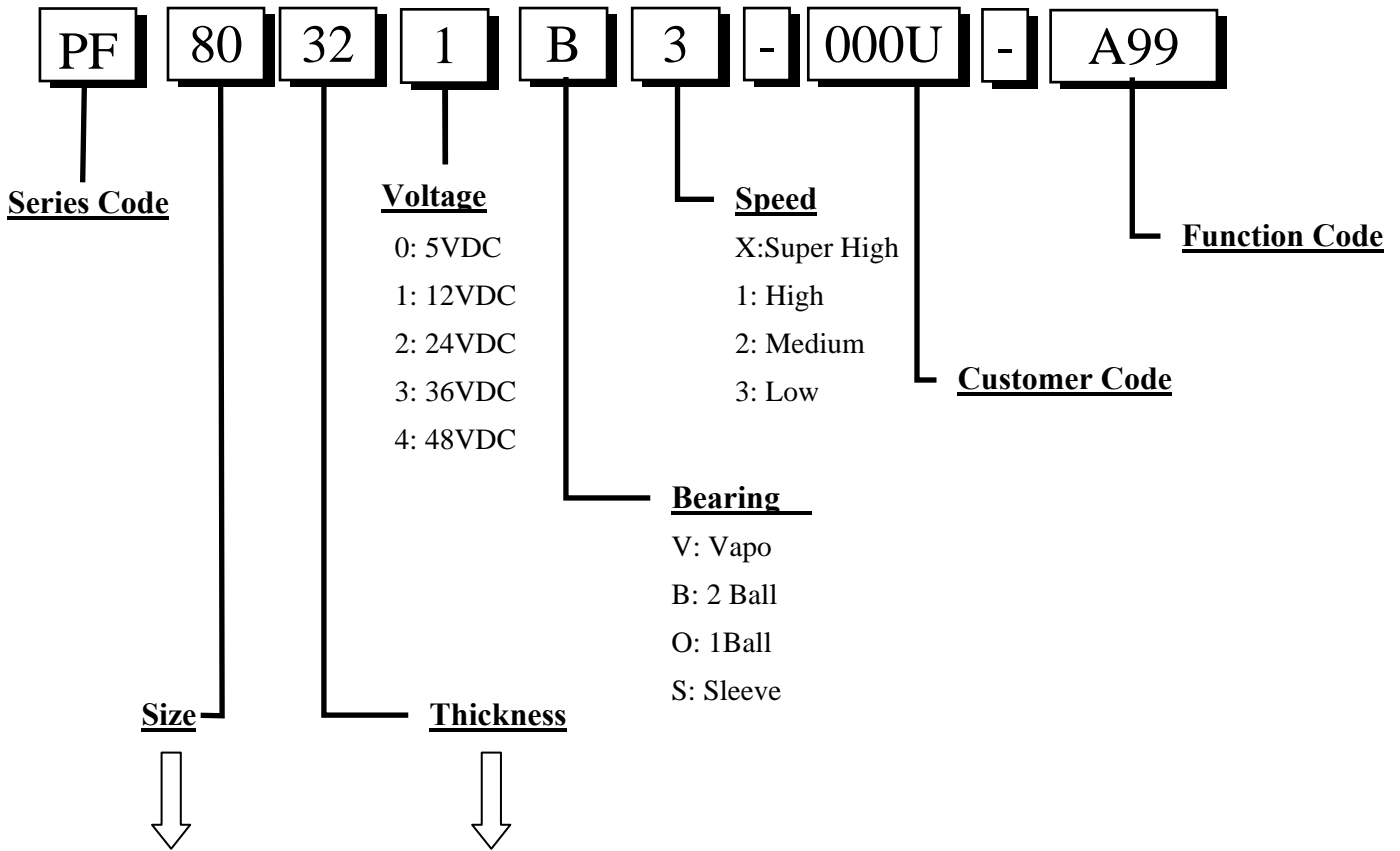 PF 80 32 1 B 3 - 000U - A99
Series Code
Voltage
0: 5VDC
1: 12VDC
2: 24VDC
3: 36VDC
4: 48VDC
Speed
X:Super High
1: High
2: Medium
3: Low
Function Code
Customer Code
Bearing
V: Vapo
B: 2 Ball
O: 1Ball
S: Sleeve
Size
Thickness